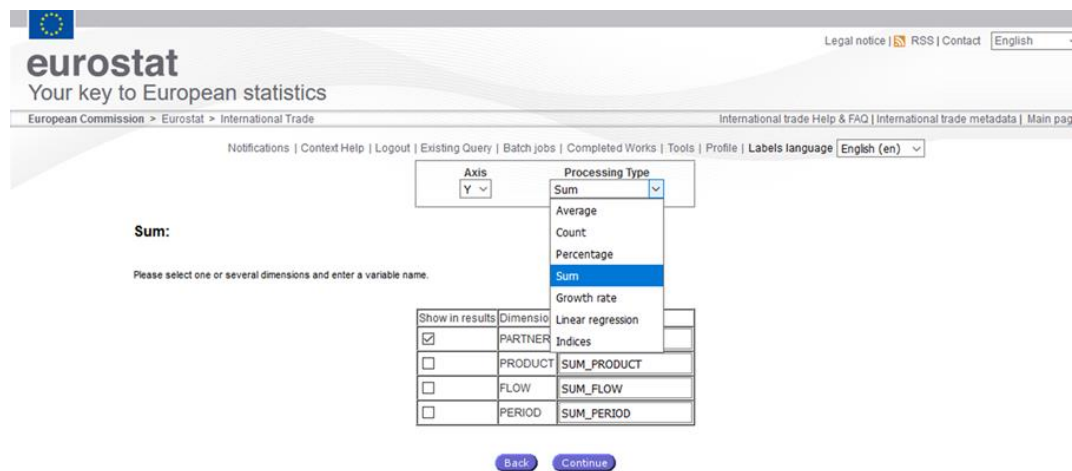 Legal notice | RSS | Contact English
eurostat
Your key to European statistics
European Commission > Eurostat > International Trade
International trade Help & FAQ | International trade metadata | Main pag
Notifications | Context Help | Logout | Existing Query | Batch jobs | Completed Works | Tools | Profile | Labels language English (en)
Axis Processing Type
Y Sum
Average
Count
Percentage
Sum
Growth rate
Linear regression
Indices
Sum:
Please select one or several dimensions and enter a variable name.
Show in results Dimensio
PARTNER
PRODUCT SUM_PRODUCT
FLOW SUM_FLOW
PERIOD SUM_PERIOD
Back Continue